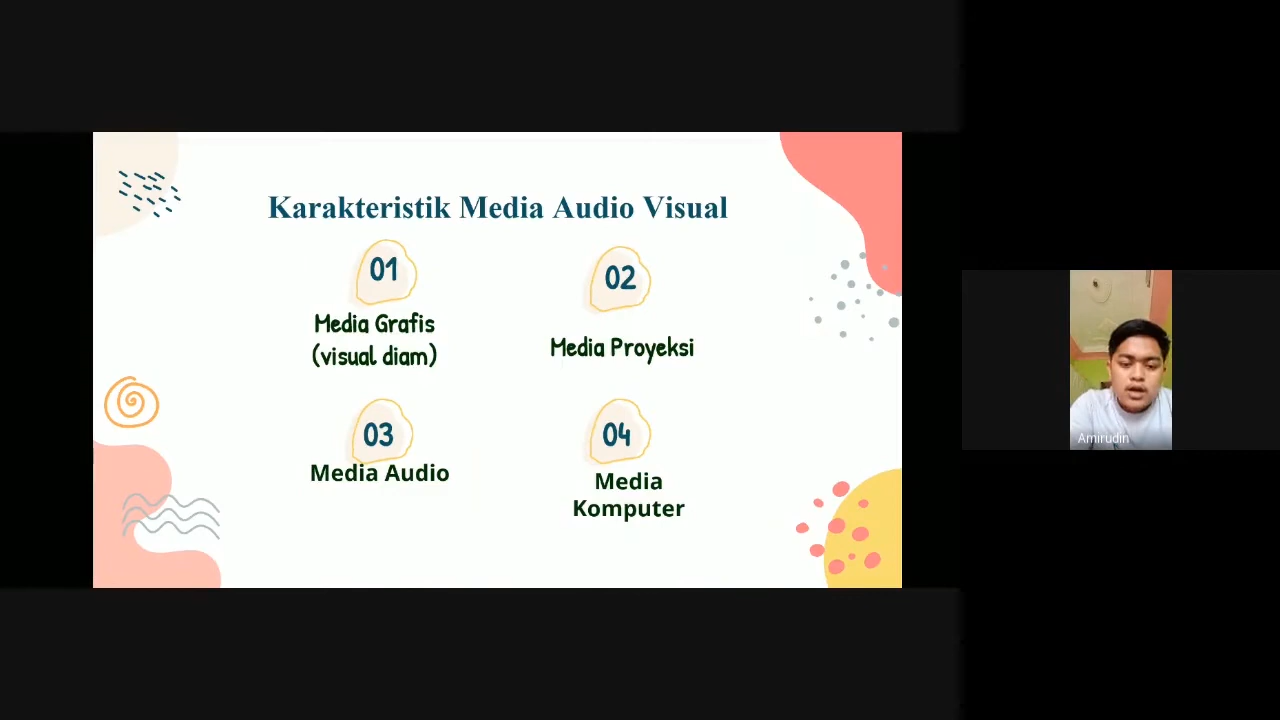 Karakteristik Media Audio Visual
01
Media Grafis
(visual diam)
02
Media Proyeksi
03
Media Audio
04
Media
Komputer
Amirudin